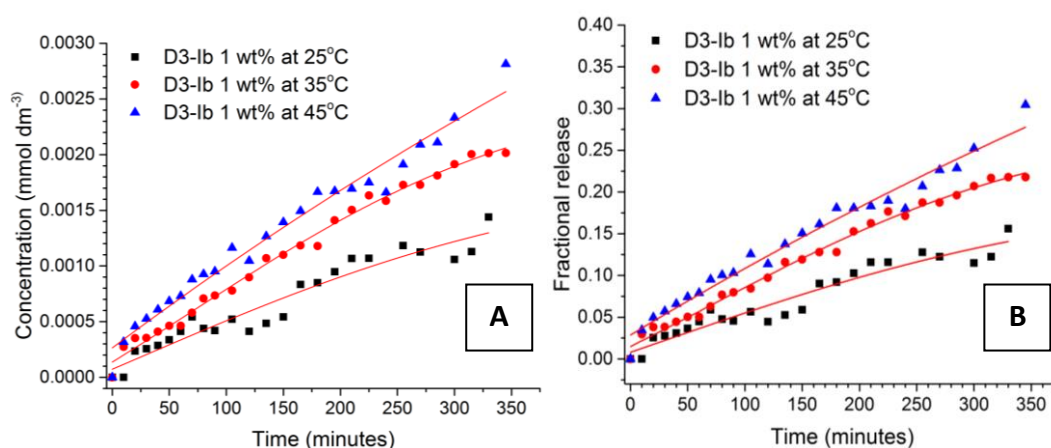 D3-Ib 1 wt% at 25°C
D3-Ib 1 wt% at 35°C
D3-Ib 1 wt% at 45°C
A
Concentration (mmol dm⁻³)
0.0030
0.0025
0.0020
0.0015
0.0010
0.0005
0.0000
0 50 100 150 200 250 300 350
Time (minutes)
D3-Ib 1 wt% at 25°C
D3-Ib 1 wt% at 35°C
D3-Ib 1 wt% at 45°C
B
Fractional release
0.40
0.35
0.30
0.25
0.20
0.15
0.10
0.05
0.00
0 50 100 150 200 250 300 350
Time (minutes)